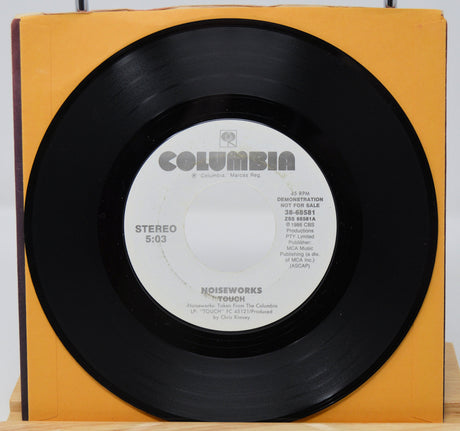 COLUMBIA
® Columbia. Marcas Reg.
45 RPM
DEMONSTRATION
NOT FOR SALE
38-68581
ZSS 68581A
℗ 1986 CBS
Productions
PTY Limited
Publisher:
MCA Music
Publishing (a div.
of MCA Inc.)
(ASCAP)
STEREO
5:03
NOISEWORKS
TOUCH
-Noiseworks- Taken From The Columbia
LP: "TOUCH" FC 45121/Produced
by Chris Kimsey